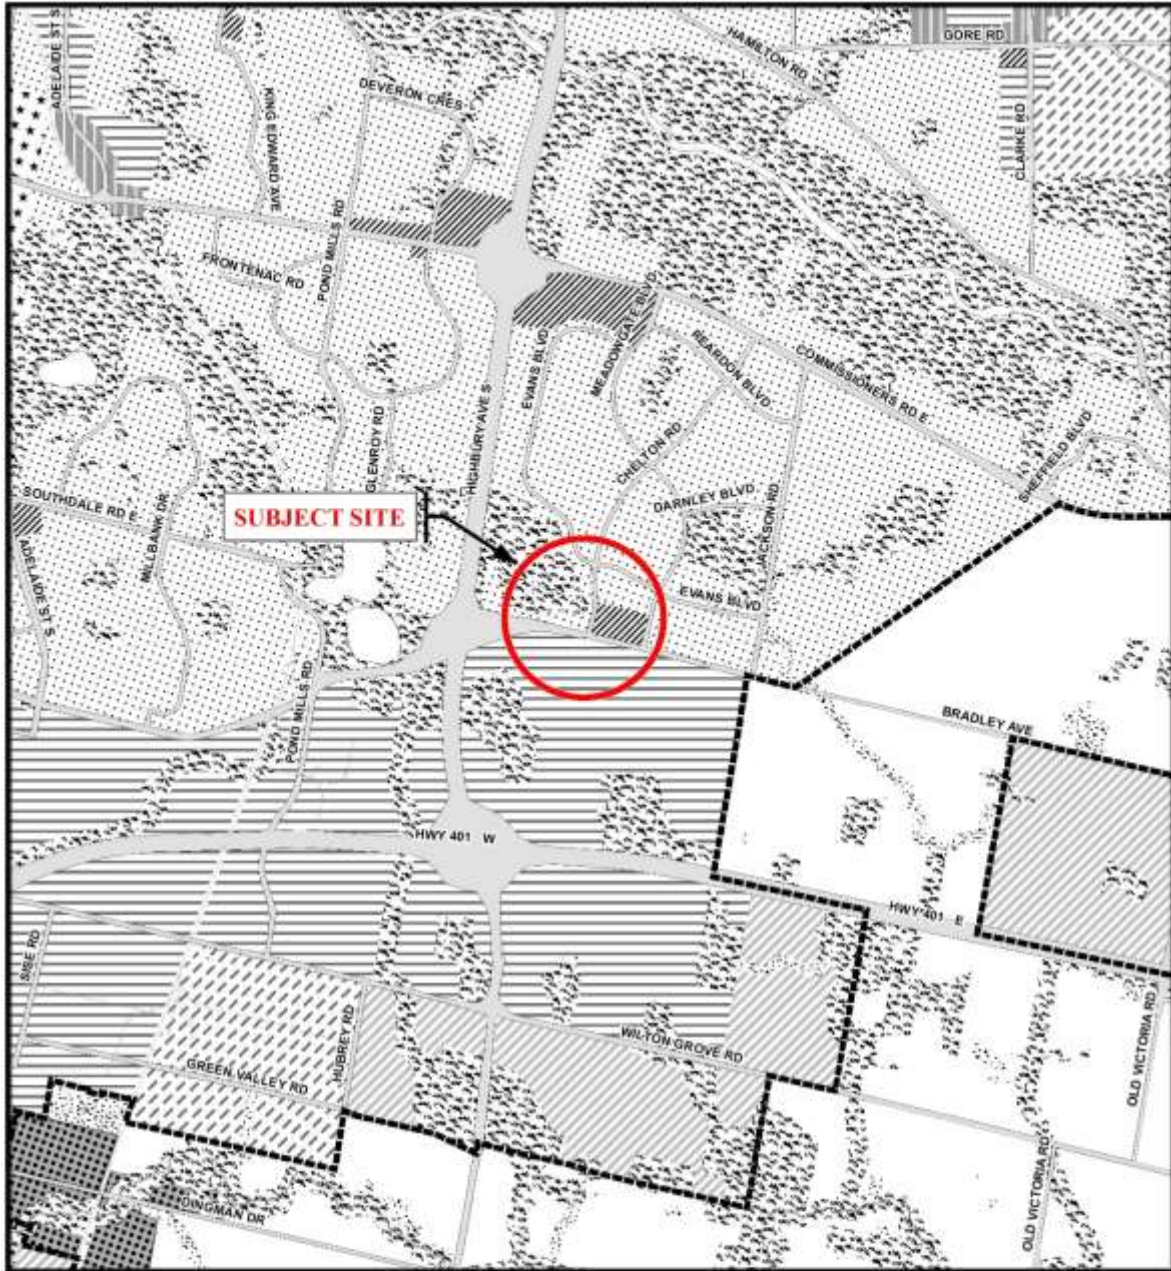 ADELAIDE ST S
GORE RD
HAMILTON RD
DEVERON CRES
KING EDWARD AVE
CLARKE RD
POND MILLS RD
FRONTENAC RD
EVANS BLVD
MEADOWGATE BLVD
REARDON BLVD
COMMISSIONERS RD E
HIGHBURY AVE S
GLENROY RD
CHELTON RD
SHEFFIELD BLVD
SOUTHDALE RD E
MILLBANK DR
DARNLEY BLVD
JACKSON RD
SUBJECT SITE
ADELAIDE ST S
EVANS BLVD
POND MILLS RD
BRADLEY AVE
HWY 401 W
HWY 401 E
SISE RD
HUBREY RD
WILTON GROVE RD
OLD VICTORIA RD
GREEN VALLEY RD
OLD VICTORIA RD
DINGMAN DR